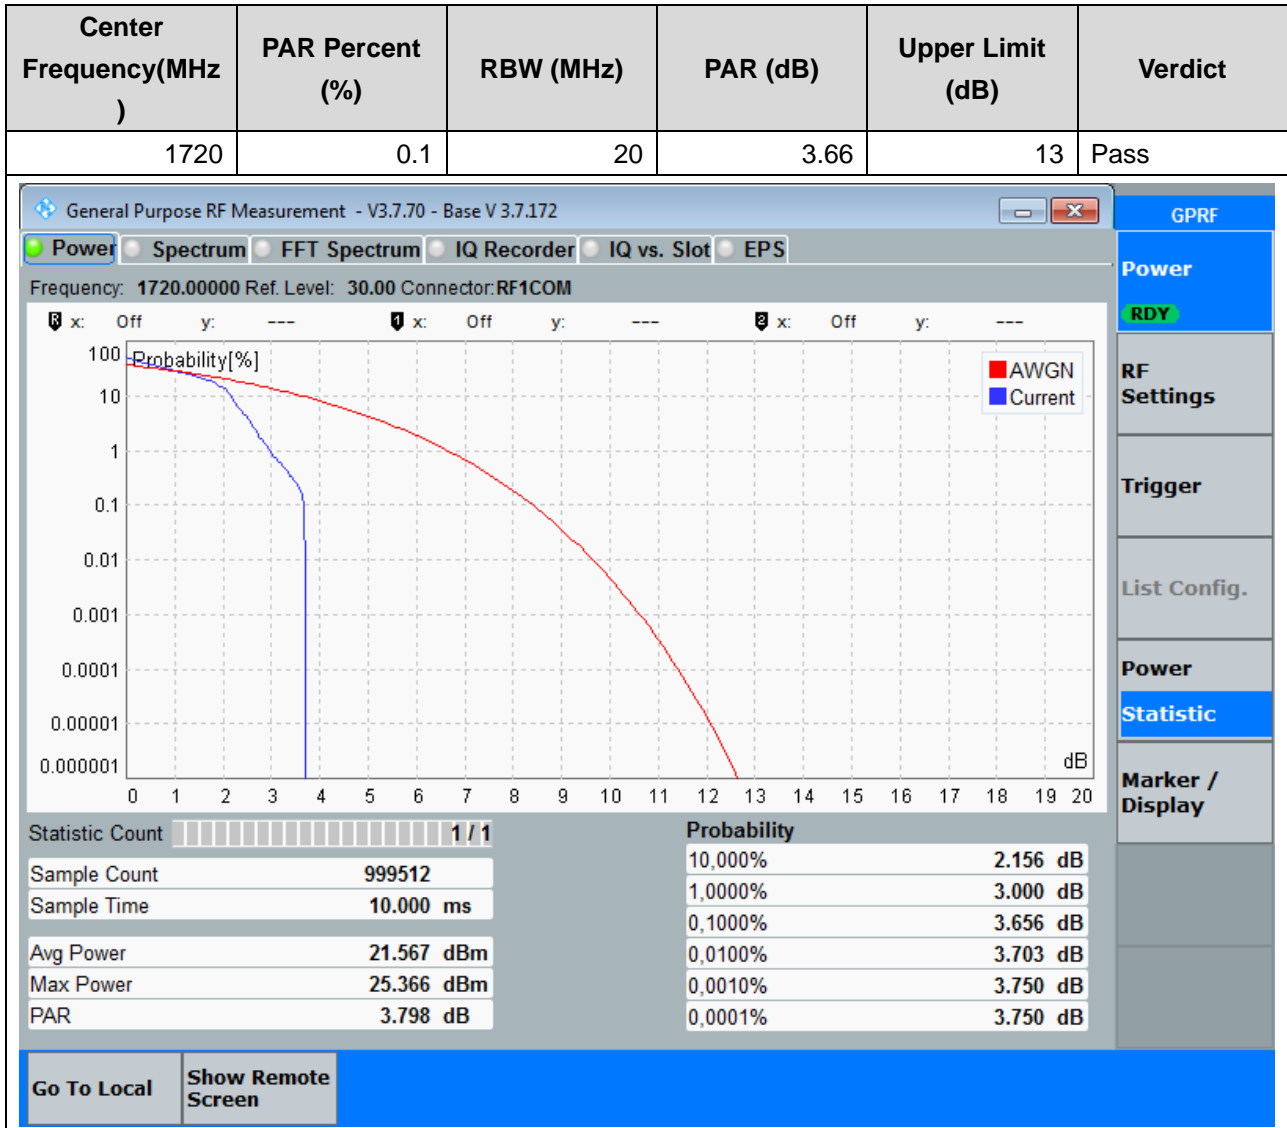 Center
Frequency(MHz
)
PAR Percent
(%)
RBW (MHz)
PAR (dB)
Upper Limit
(dB)
Verdict
1720 0.1 20 3.66 13 Pass
General Purpose RF Measurement - V3.7.70 - Base V 3.7.172
GPRF
Power Spectrum FFT Spectrum IQ Recorder IQ vs. Slot EPS
Frequency: 1720.00000 Ref. Level: 30.00 Connector: RF1COM
R x: Off y: --- 1 x: Off y: --- 2 x: Off y: ---
Probability[%]
AWGN
Current
100
10
1
0.1
0.01
0.001
0.0001
0.00001
0.000001
dB
0 1 2 3 4 5 6 7 8 9 10 11 12 13 14 15 16 17 18 19 20
Statistic Count 1 / 1
Sample Count 999512
Sample Time 10.000 ms
Avg Power 21.567 dBm
Max Power 25.366 dBm
PAR 3.798 dB
Probability
10,000% 2.156 dB
1,0000% 3.000 dB
0,1000% 3.656 dB
0,0100% 3.703 dB
0,0010% 3.750 dB
0,0001% 3.750 dB
Power
RDY
RF
Settings
Trigger
List Config.
Power
Statistic
Marker /
Display
Go To Local
Show Remote
Screen